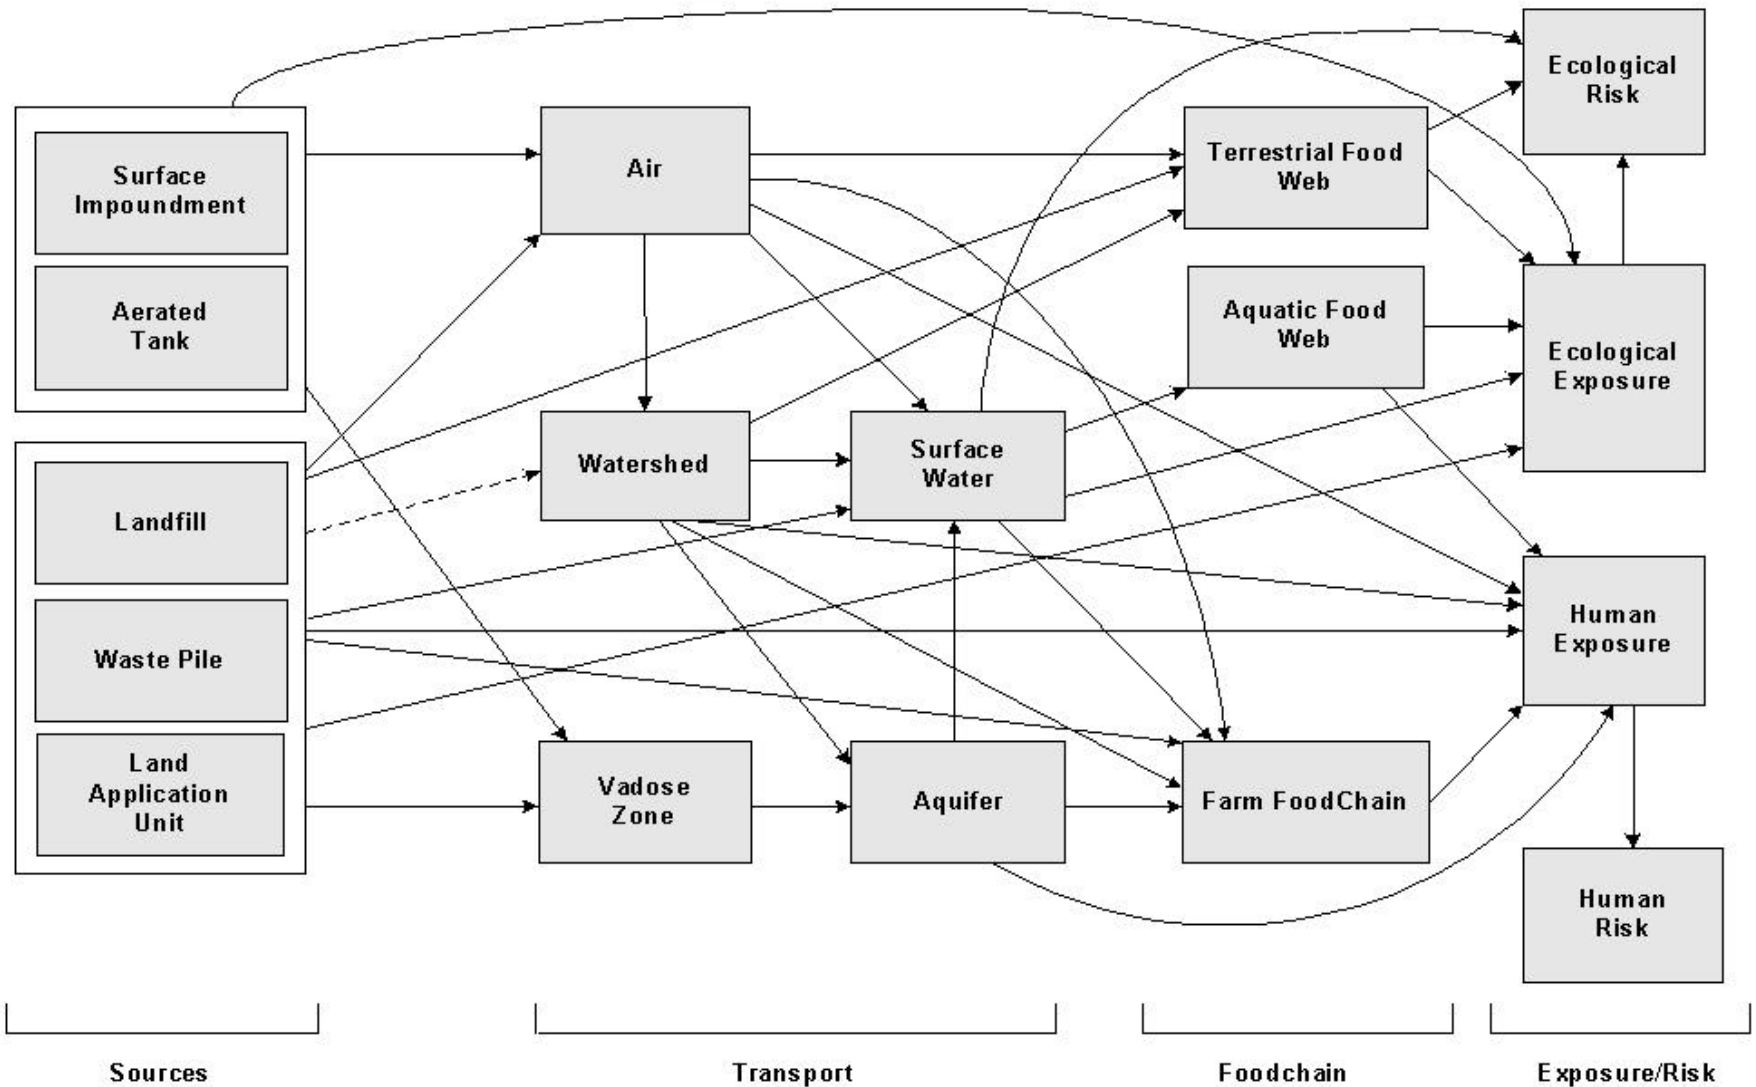 Surface
Impoundment
Aerated
Tank
Landfill
Waste Pile
Land
Application
Unit
Air
Watershed
Vadose
Zone
Surface
Water
Aquifer
Terrestrial Food
Web
Aquatic Food
Web
Farm FoodChain
Ecological
Risk
Ecological
Exposure
Human
Exposure
Human
Risk
Sources
Transport
Foodchain
Exposure/Risk